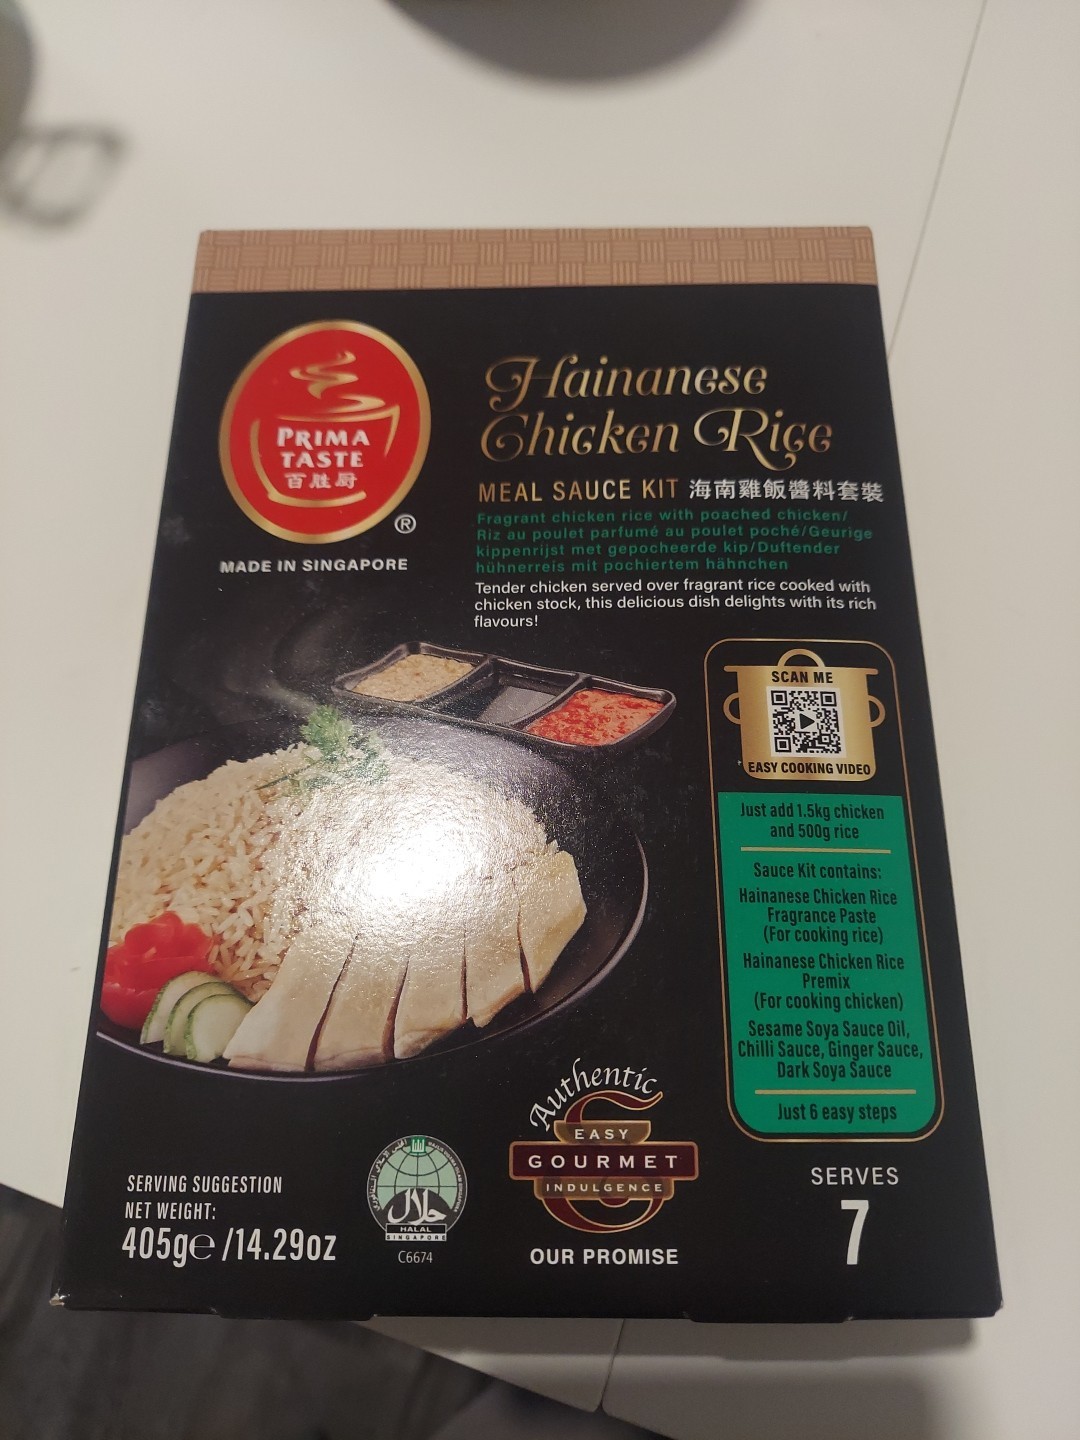 PRIMA
TASTE
百胜厨
®
MADE IN SINGAPORE
Hainanese
Chicken Rice
MEAL SAUCE KIT 海南雞飯醬料套裝
Fragrant chicken rice with poached chicken/
Riz au poulet parfumé au poulet poché/Geurige
kippenrijst met gepocheerde kip/Duftender
hühnerreis mit pochiertem hähnchen
Tender chicken served over fragrant rice cooked with
chicken stock, this delicious dish delights with its rich
flavours!
SCAN ME
EASY COOKING VIDEO
Just add 1.5kg chicken
and 500g rice
Sauce Kit contains:
Hainanese Chicken Rice
Fragrance Paste
(For cooking rice)
Hainanese Chicken Rice
Premix
(For cooking chicken)
Sesame Soya Sauce Oil,
Chilli Sauce, Ginger Sauce,
Dark Soya Sauce
Just 6 easy steps
SERVES
7
Authentic
EASY
GOURMET
INDULGENCE
OUR PROMISE
حلال
HALAL
SINGAPORE
C6674
SERVING SUGGESTION
NET WEIGHT:
405g℮/14.29oz